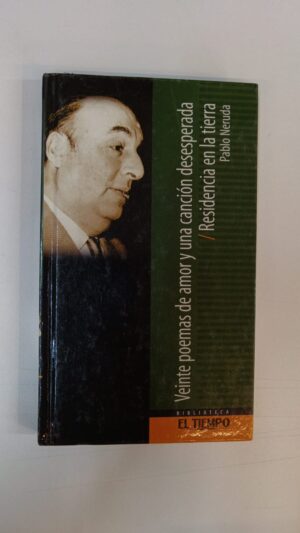 Veinte poemas de amor y una canción desesperada
/ Residencia en la tierra
Pablo Neruda
BIBLIOTECA
EL TIEMPO